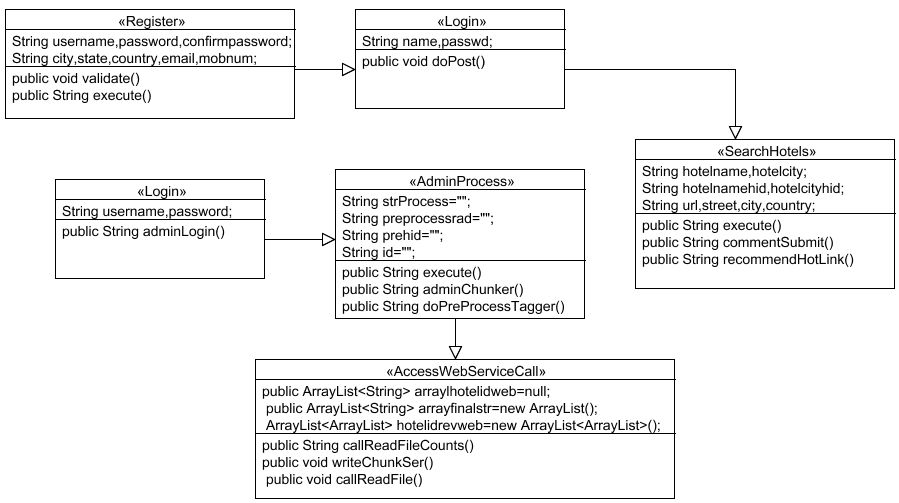 «Register»
String username,password,confirmpassword;
String city,state,country,email,mobnum;
public void validate()
public String execute()
«Login»
String name,passwd;
public void doPost()
«SearchHotels»
String hotelname,hotelcity;
String hotelnamehid,hotelcityhid;
String url,street,city,country;
public String execute()
public String commentSubmit()
public String recommendHotLink()
«Login»
String username,password;
public String adminLogin()
«AdminProcess»
String strProcess="";
String preprocessrad="";
String prehid="";
String id="";
public String execute()
public String adminChunker()
public String doPreProcessTagger()
«AccessWebServiceCall»
public ArrayList<String> arraylhotelidweb=null;
public ArrayList<String> arrayfinalstr=new ArrayList();
ArrayList<ArrayList> hotelidrevweb=new ArrayList<ArrayList>();
public String callReadFileCounts()
public void writeChunkSer()
public void callReadFile()